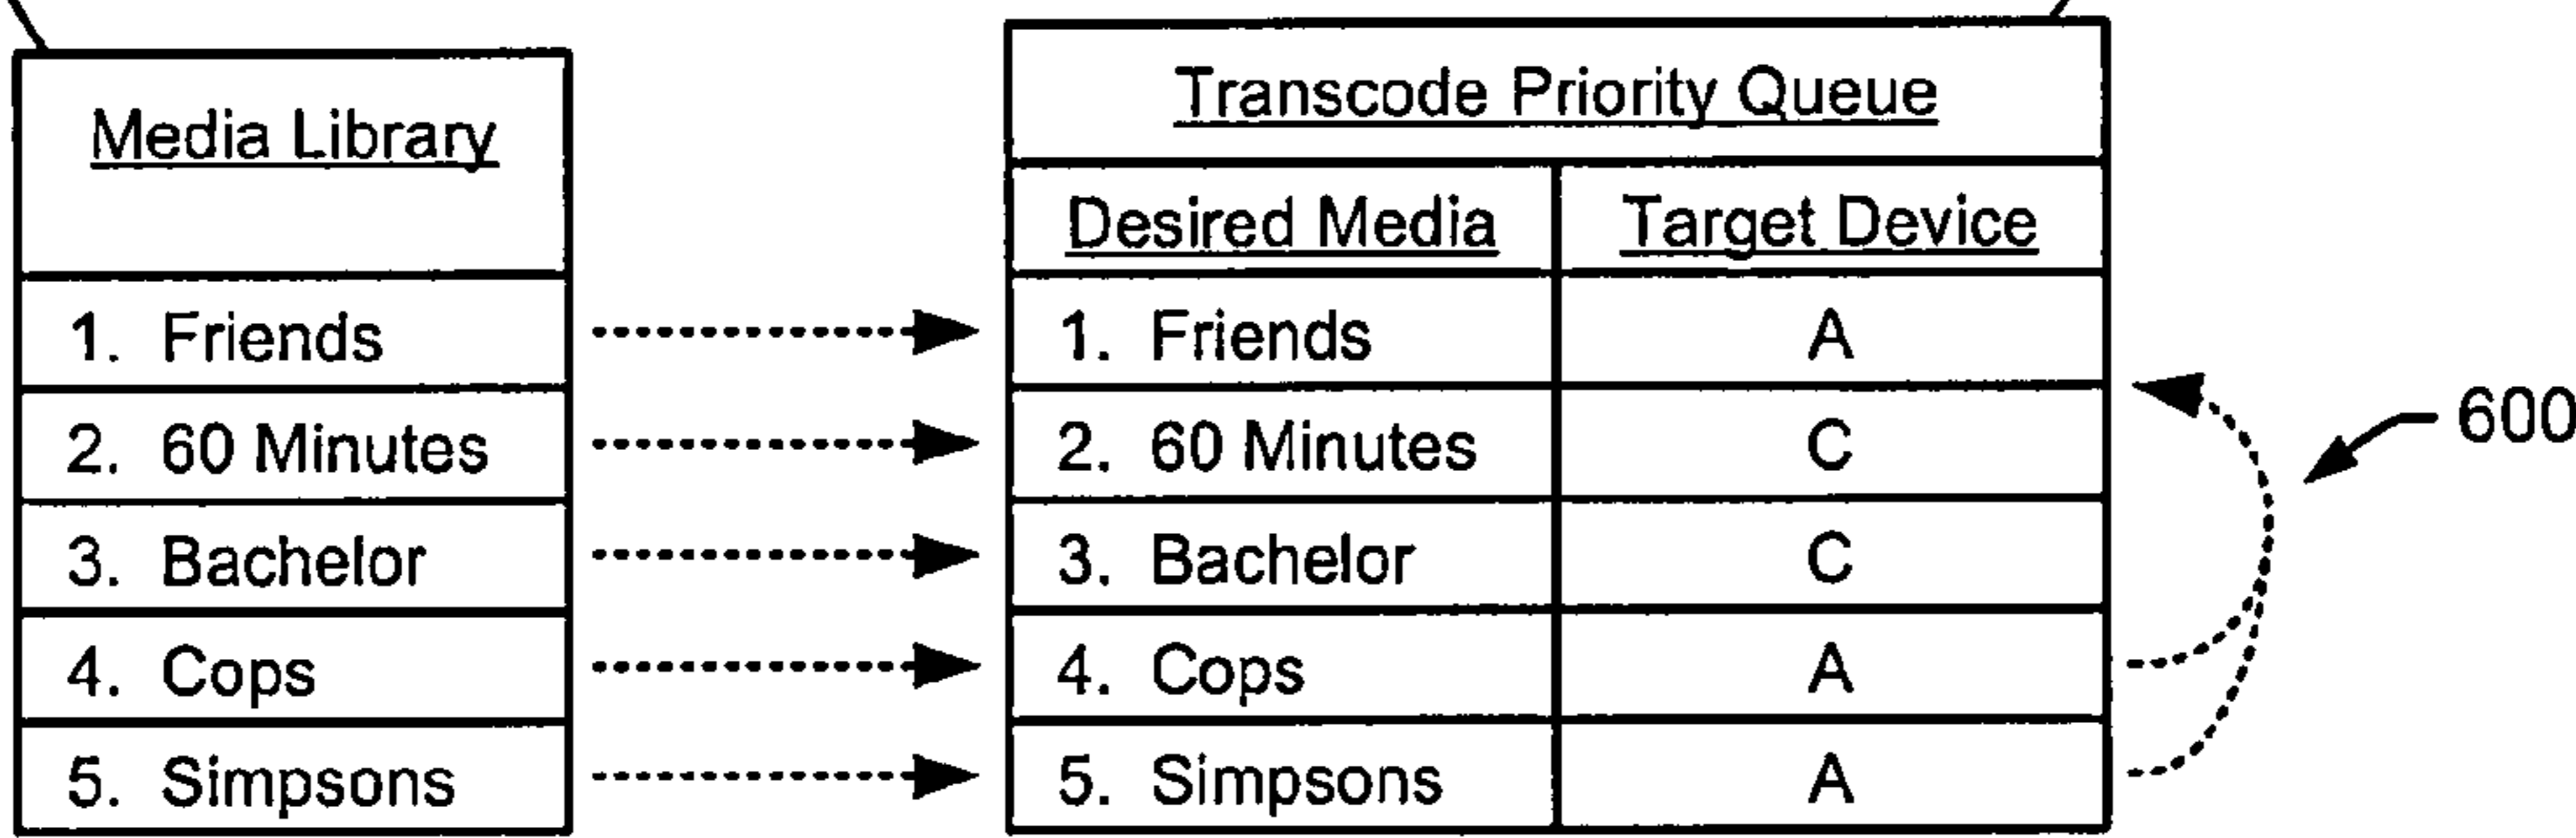 Media Library
1. Friends
2. 60 Minutes
3. Bachelor
4. Cops
5. Simpsons
Transcode Priority Queue
Desired Media Target Device
1. Friends A
2. 60 Minutes C
3. Bachelor C
4. Cops A
5. Simpsons A
600